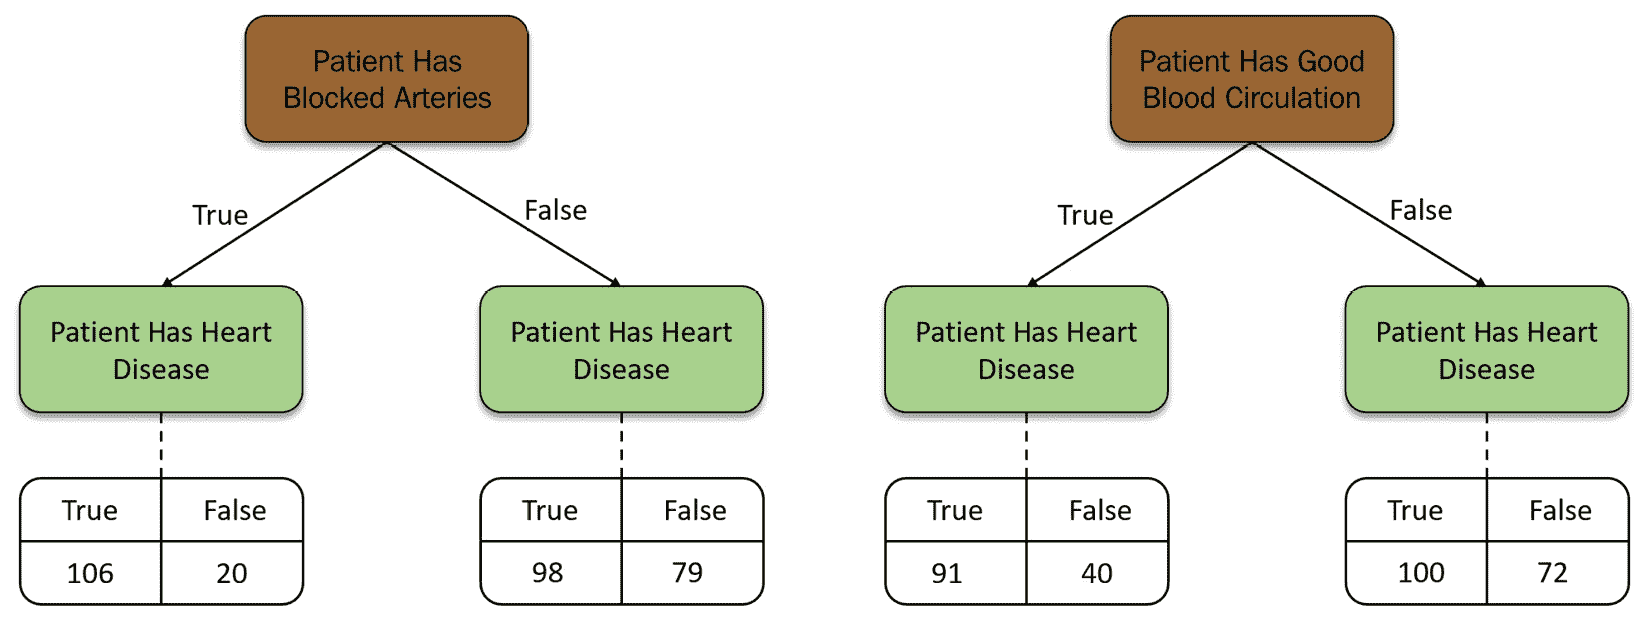 Patient Has
Blocked Arteries
True
False
Patient Has Heart
Disease
Patient Has Heart
Disease
True False
106 20
True False
98 79
Patient Has Good
Blood Circulation
True
False
Patient Has Heart
Disease
Patient Has Heart
Disease
True False
91 40
True False
100 72